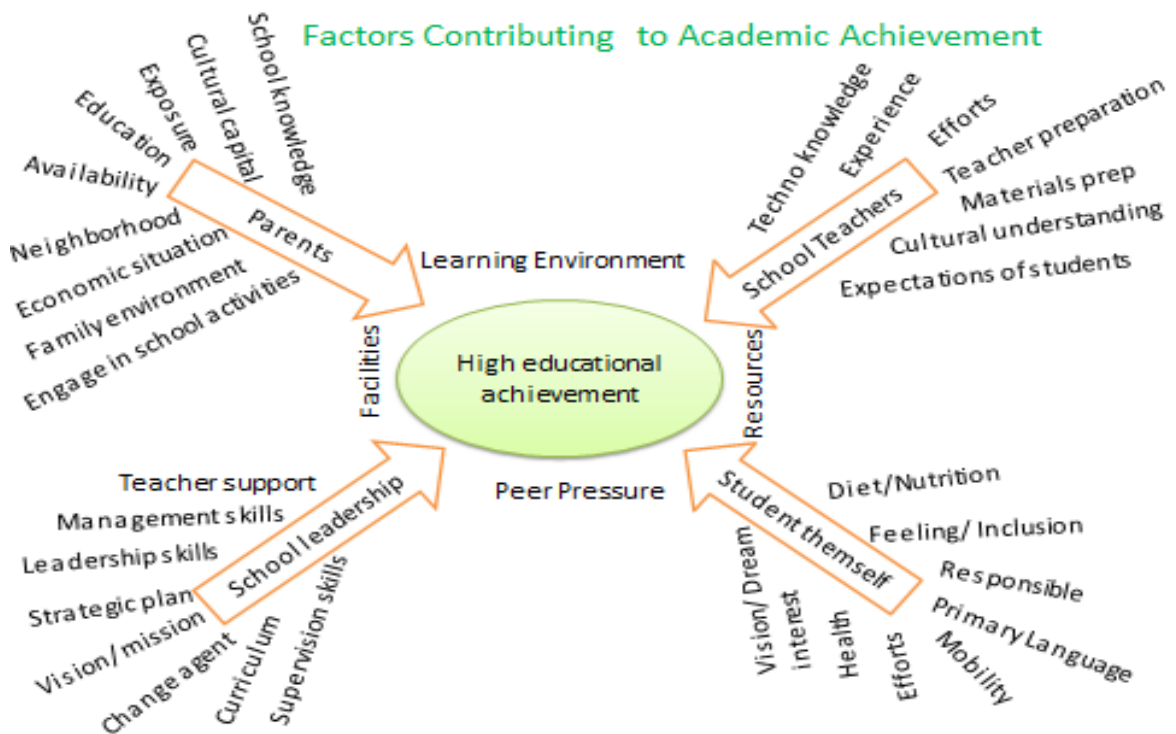 Factors Contributing to Academic Achievement
School knowledge
Cultural capital
Exposure
Education
Availability
Parents
Neighborhood
Economic situation
Family environment
Engage in school activities
Techno knowledge
Experience
Efforts
Teacher preparation
Materials prep
Cultural understanding
Expectations of students
School Teachers
Learning Environment
Facilities
High educational
achievement
Resources
Peer Pressure
Teacher support
Management skills
Leadership skills
Strategic plan
Vision/ mission
Change agent
Curriculum
Supervision skills
School leadership
Student themself
Diet/Nutrition
Feeling/ Inclusion
Responsible
Primary Language
Mobility
Efforts
Health
interest
Vision/ Dream